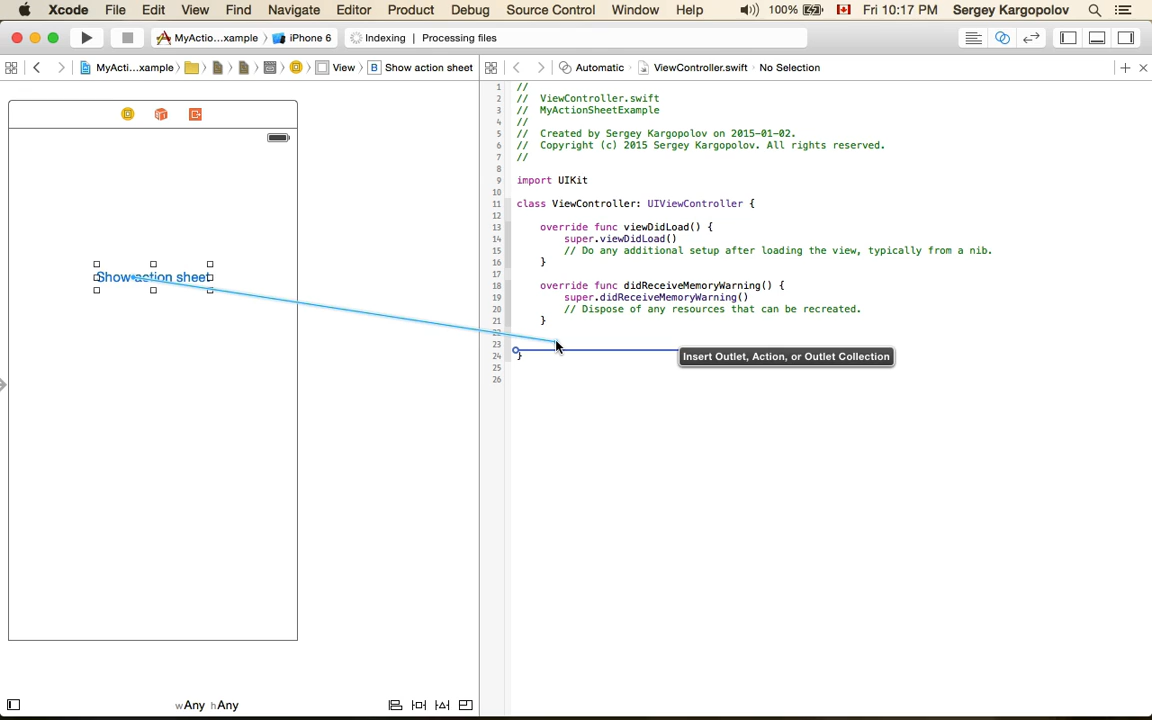 Xcode File Edit View Find Navigate Editor Product Debug Source Control Window Help 100% Fri 10:17 PM Sergey Kargopolov
MyActio...xample iPhone 6 Indexing | Processing files
MyActi...xample View B Show action sheet Automatic ViewController.swift No Selection
1 //
2 // ViewController.swift
3 // MyActionSheetExample
4 //
5 // Created by Sergey Kargopolov on 2015-01-02.
6 // Copyright (c) 2015 Sergey Kargopolov. All rights reserved.
7 //
8
9 import UIKit
10
11 class ViewController: UIViewController {
12
13 override func viewDidLoad() {
14 super.viewDidLoad()
15 // Do any additional setup after loading the view, typically from a nib.
16 }
17
18 override func didReceiveMemoryWarning() {
19 super.didReceiveMemoryWarning()
20 // Dispose of any resources that can be recreated.
21 }
22
23
24 }
25
26
Show action sheet
Insert Outlet, Action, or Outlet Collection
wAny hAny